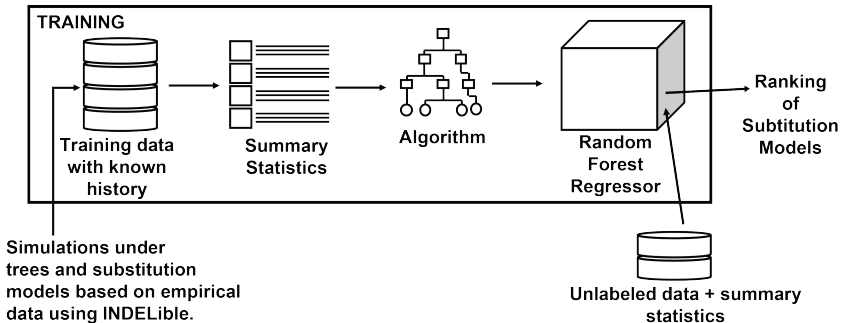 TRAINING
Training data
with known
history
Summary
Statistics
Algorithm
Random
Forest
Regressor
Ranking
of
Subtitution
Models
Simulations under
trees and substitution
models based on empirical
data using INDELible.
Unlabeled data + summary
statistics